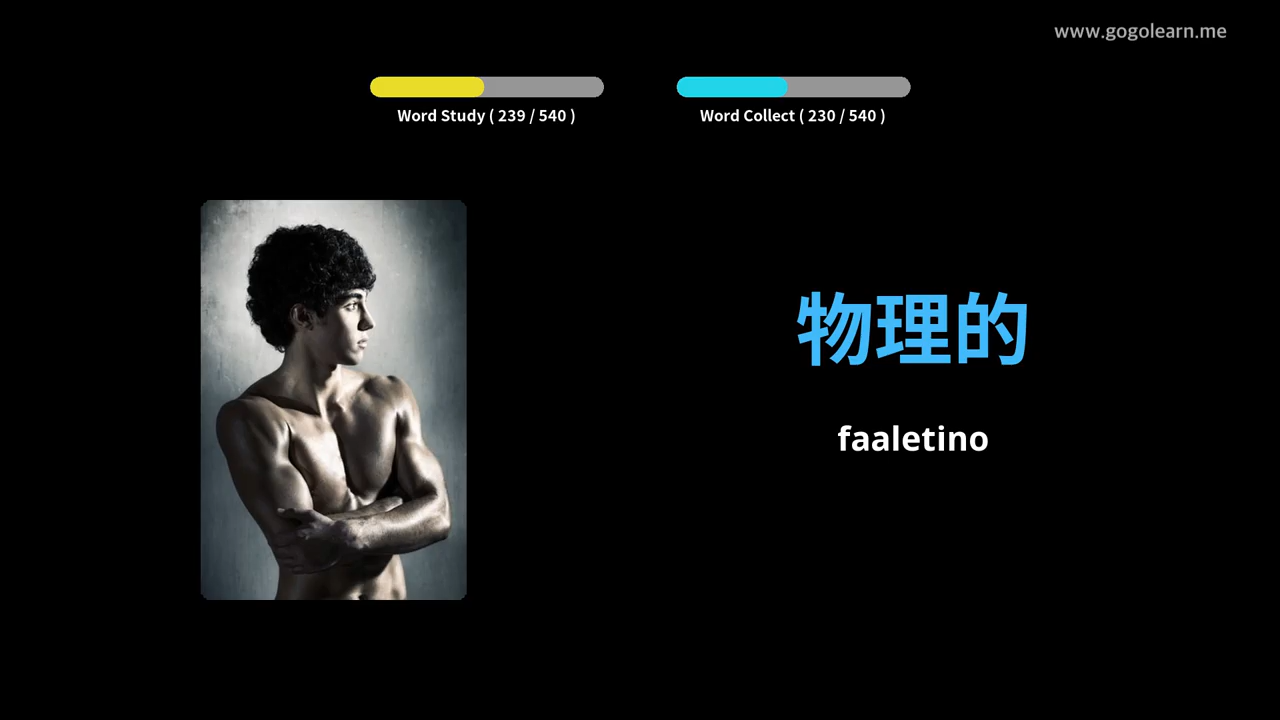 www.gogolearn.me
Word Study ( 239 / 540 )
Word Collect ( 230 / 540 )
物理的
faaletino